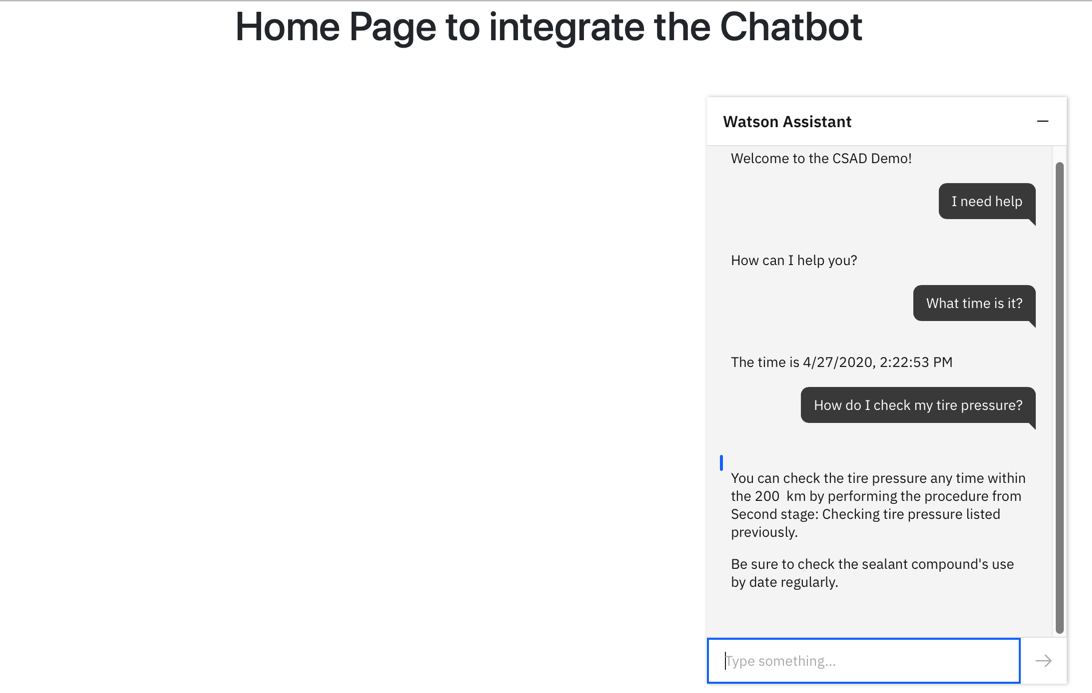 Home Page to integrate the Chatbot
Watson Assistant
Welcome to the CSAD Demo!
I need help
How can I help you?
What time is it?
The time is 4/27/2020, 2:22:53 PM
How do I check my tire pressure?
You can check the tire pressure any time within
the 200  km by performing the procedure from
Second stage: Checking tire pressure listed
previously.
Be sure to check the sealant compound's use
by date regularly.
Type something...